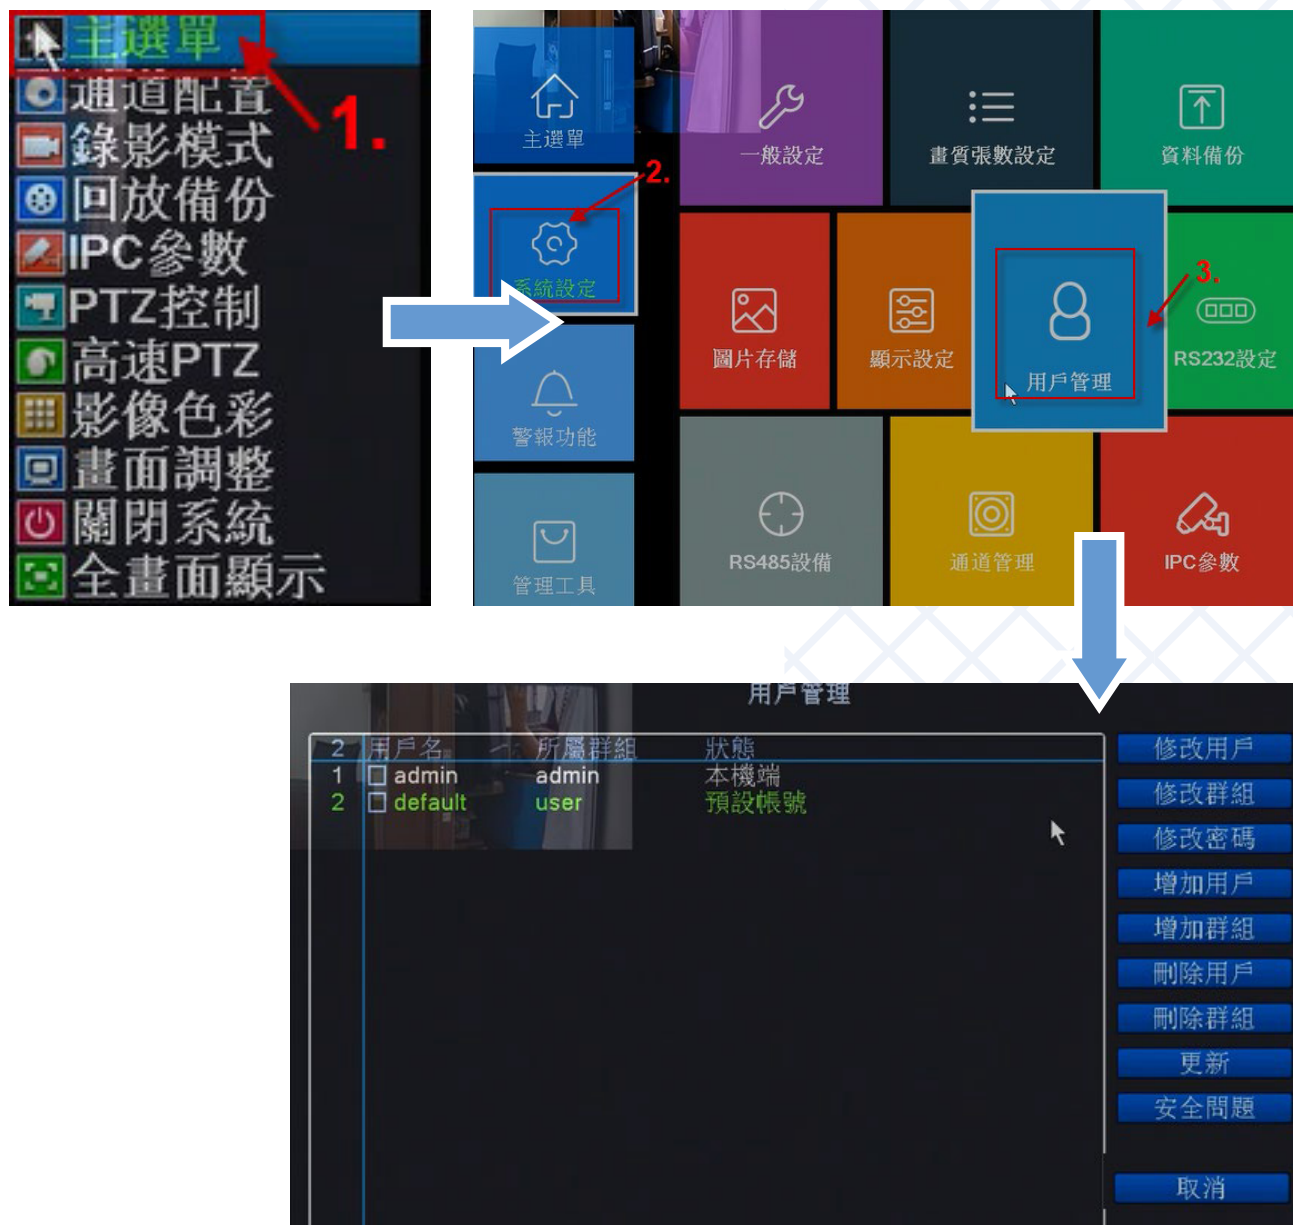 主選單
通道配置
錄影模式
回放備份
IPC參數
PTZ控制
高速PTZ
影像色彩
畫面調整
關閉系統
全畫面顯示
1.
主選單
系統設定
警報功能
管理工具
2.
一般設定
畫質張數設定
資料備份
圖片存儲
顯示設定
用戶管理
RS232設定
3.
RS485設備
通道管理
IPC參數
用戶管理
2 用戶名 所屬群組 狀態
1 admin admin 本機端
2 default user 預設帳號
修改用戶
修改群組
修改密碼
增加用戶
增加群組
刪除用戶
刪除群組
更新
安全問題
取消